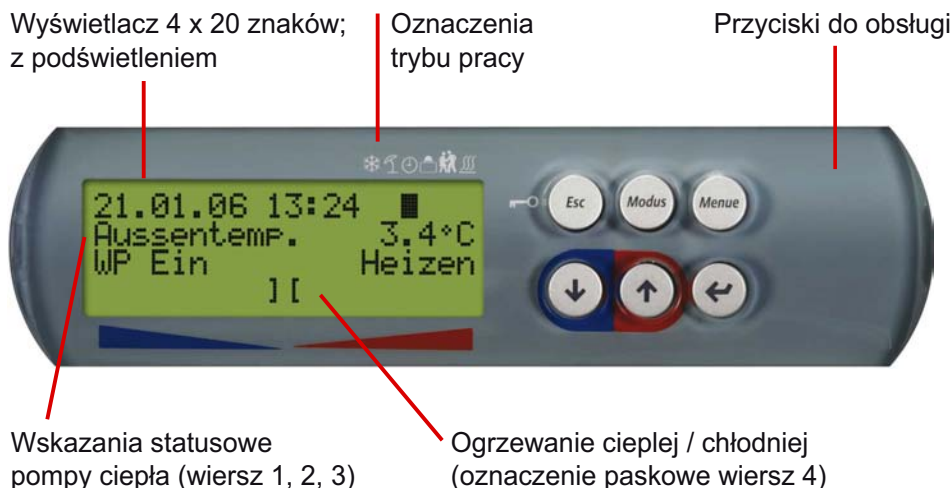 Wyświetlacz 4 x 20 znaków;
z podświetleniem
Oznaczenia
trybu pracy
Przyciski do obsługi
21.01.06 13:24
Aussentemp. 3.4°C
WP Ein Heizen
] [
Esc Modus Menue
Wskazania statusowe
pompy ciepła (wiersz 1, 2, 3)
Ogrzewanie cieplej / chłodniej
(oznaczenie paskowe wiersz 4)